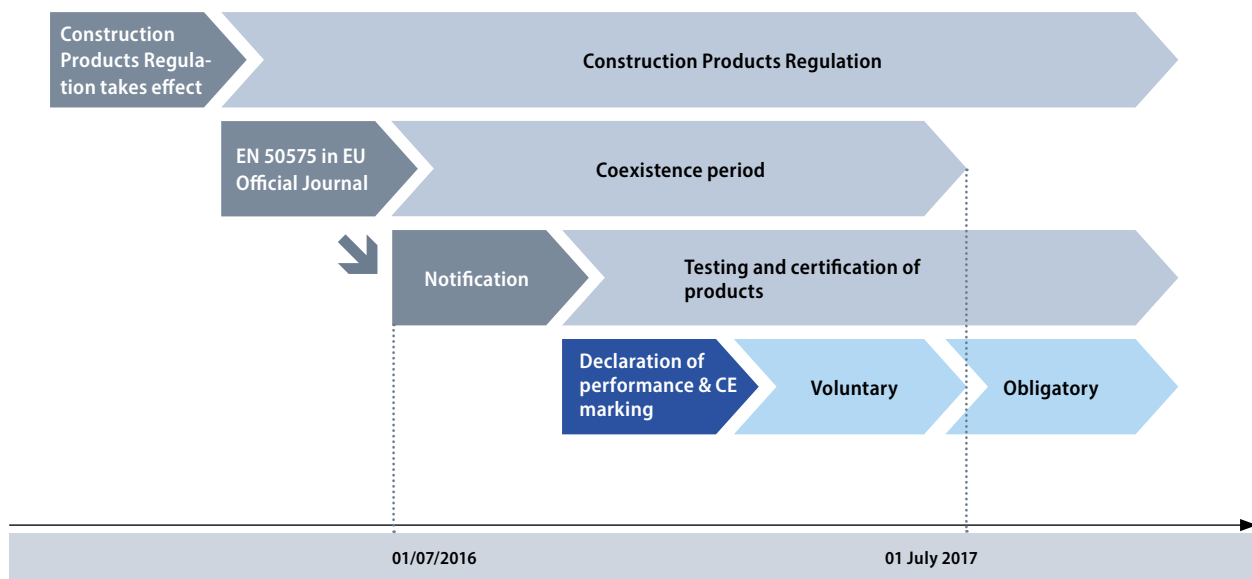 Construction
Products Regula-
tion takes effect
Construction Products Regulation
EN 50575 in EU
Official Journal
Coexistence period
Notification
Testing and certification of
products
Declaration of
performance & CE
marking
Voluntary
Obligatory
01/07/2016
01 July 2017